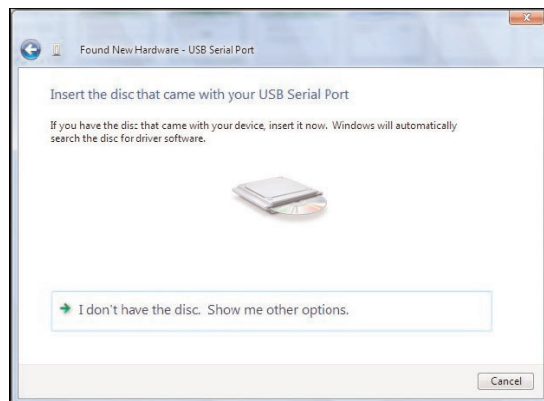 Found New Hardware - USB Serial Port
Insert the disc that came with your USB Serial Port
If you have the disc that came with your device, insert it now. Windows will automatically
search the disc for driver software.
I don't have the disc. Show me other options.
Cancel